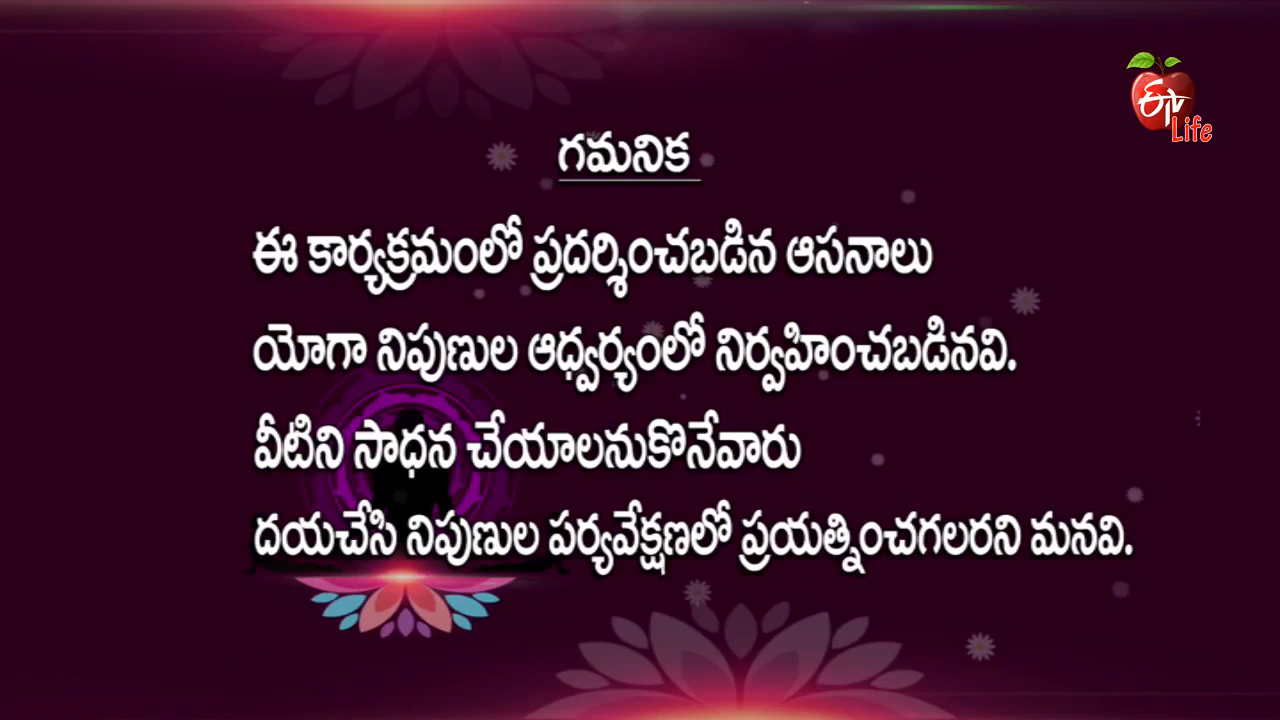 ఈటీవీ
Life
గమనిక
ఈ కార్యక్రమంలో ప్రదర్శించబడిన ఆసనాలు
యోగా నిపుణుల ఆధ్వర్యంలో నిర్వహించబడినవి.
వీటిని సాధన చేయాలనుకొనేవారు
దయచేసి నిపుణుల పర్యవేక్షణలో ప్రయత్నించగలరని మనవి.